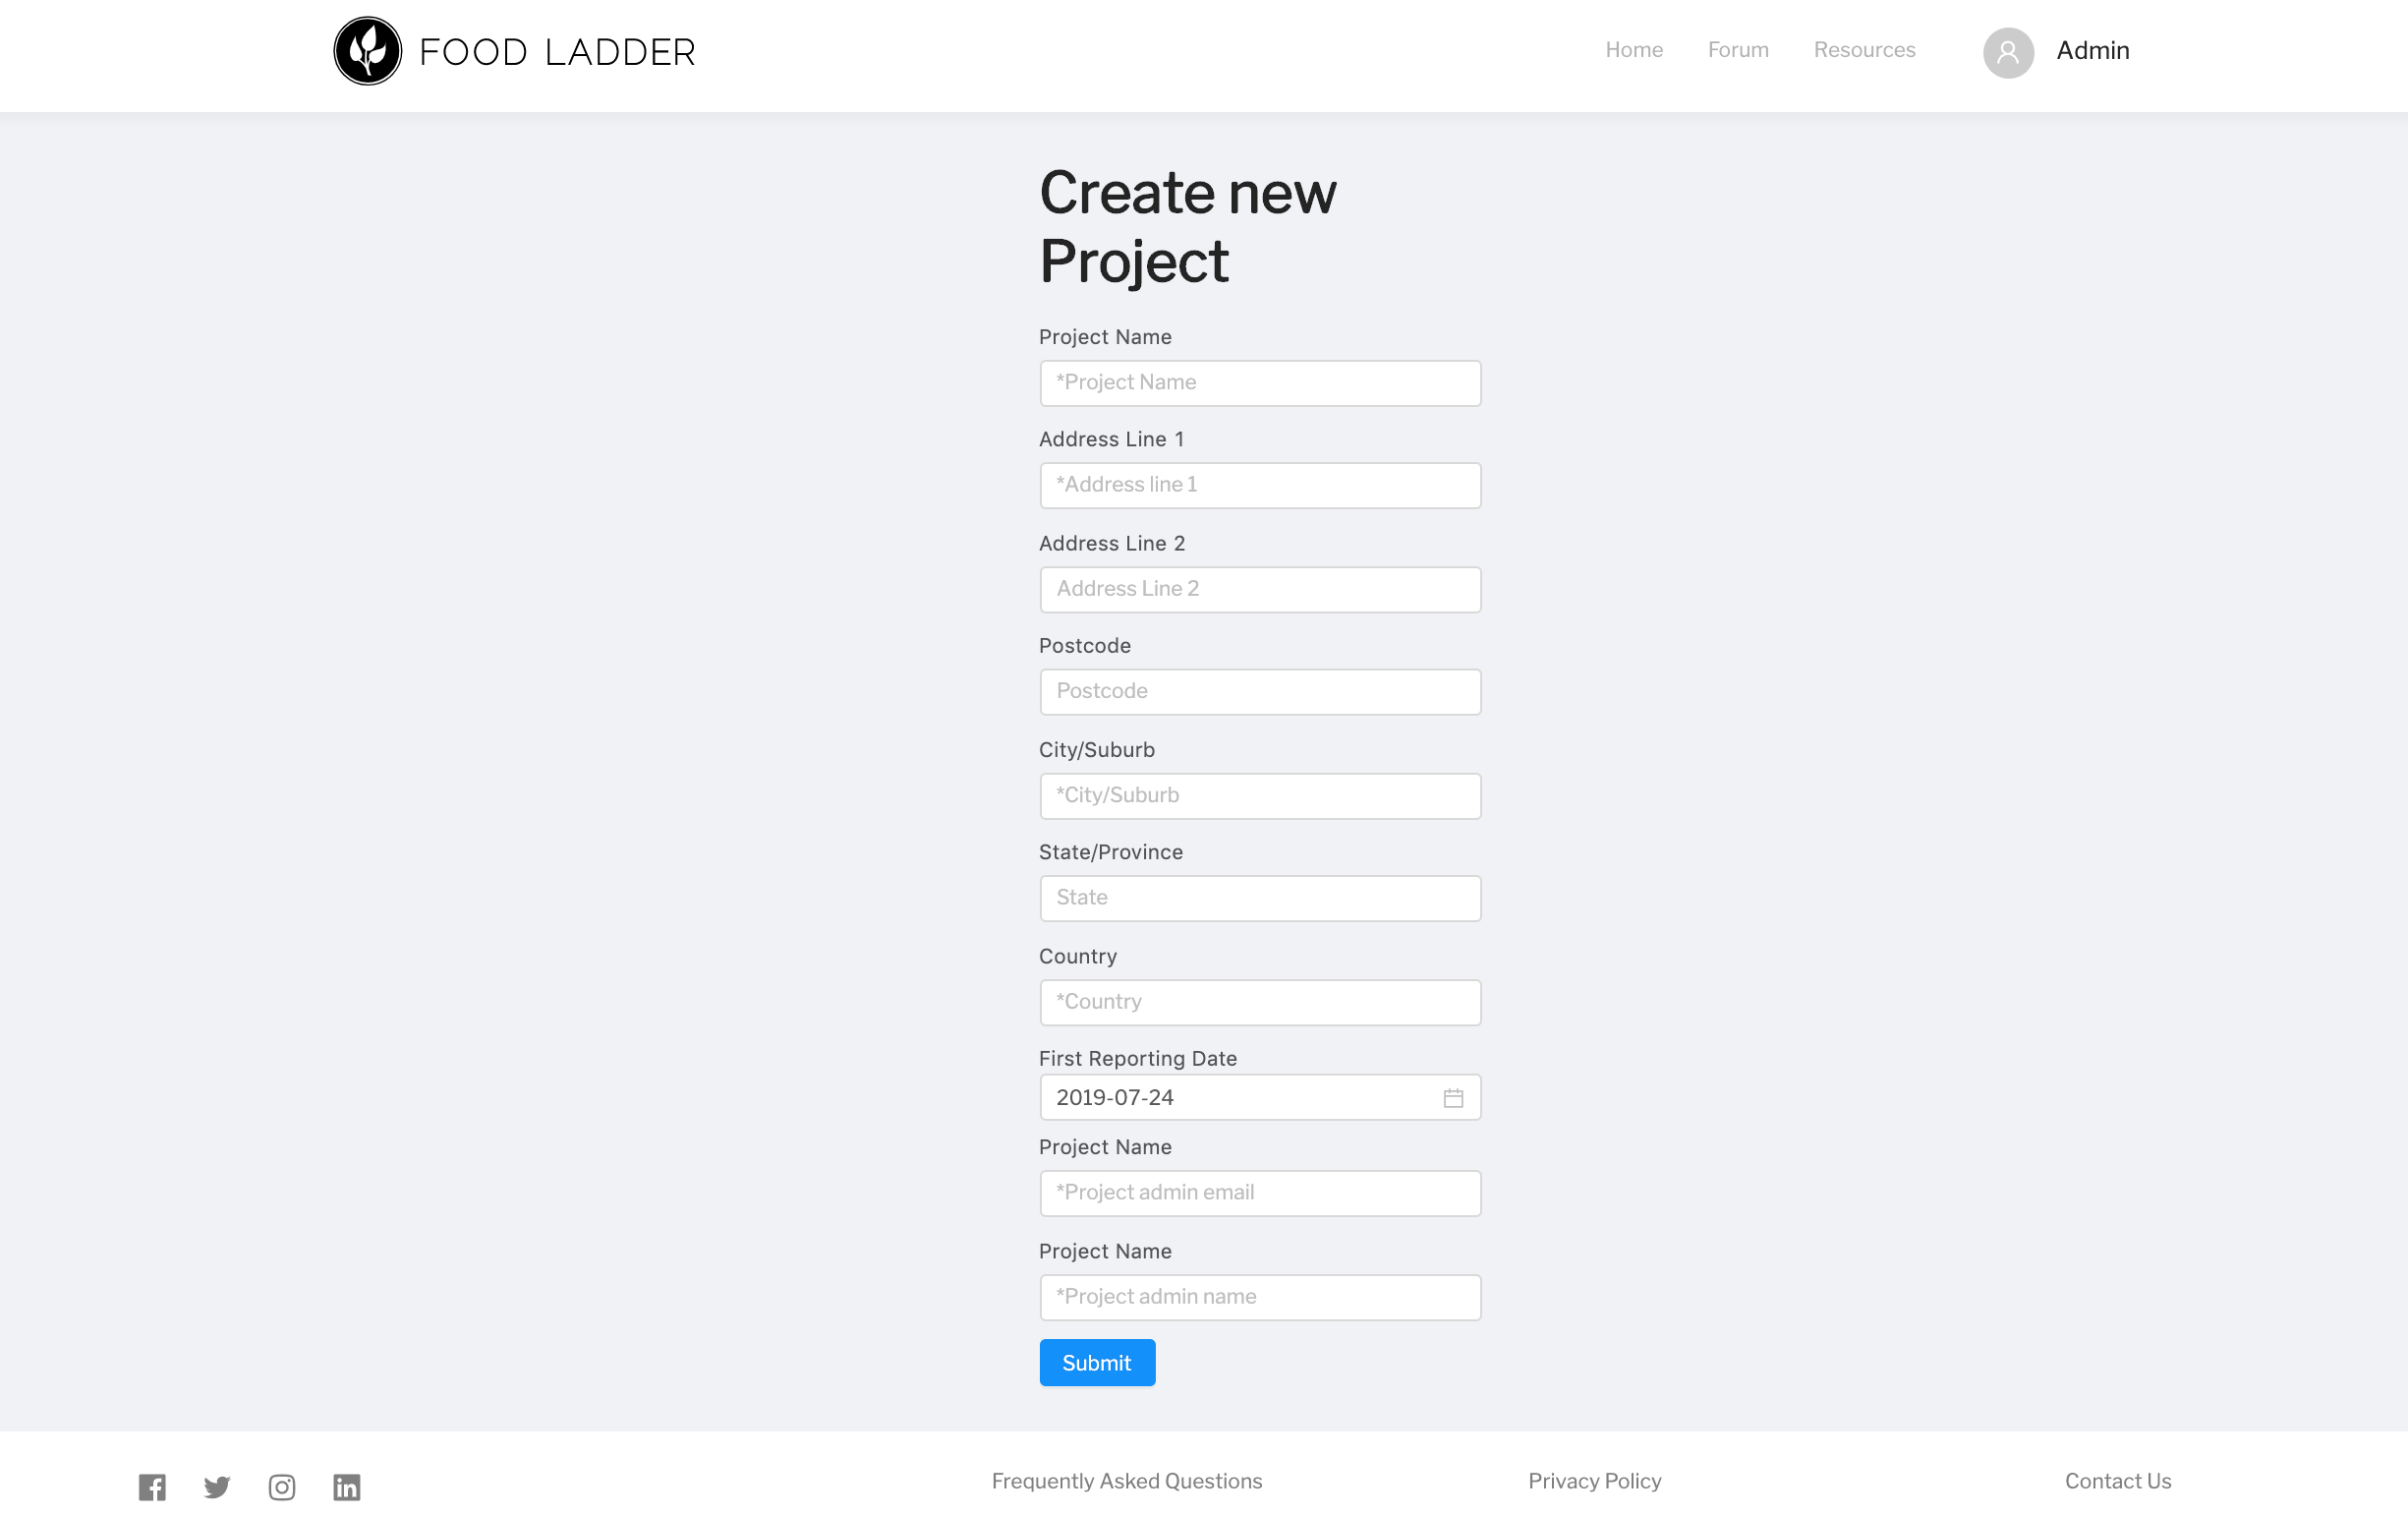 FOOD LADDER
Home Forum Resources Admin
Create new
Project
Project Name
*Project Name
Address Line 1
*Address line 1
Address Line 2
Address Line 2
Postcode
Postcode
City/Suburb
*City/Suburb
State/Province
State
Country
*Country
First Reporting Date
2019-07-24
Project Name
*Project admin email
Project Name
*Project admin name
Submit
Frequently Asked Questions Privacy Policy Contact Us